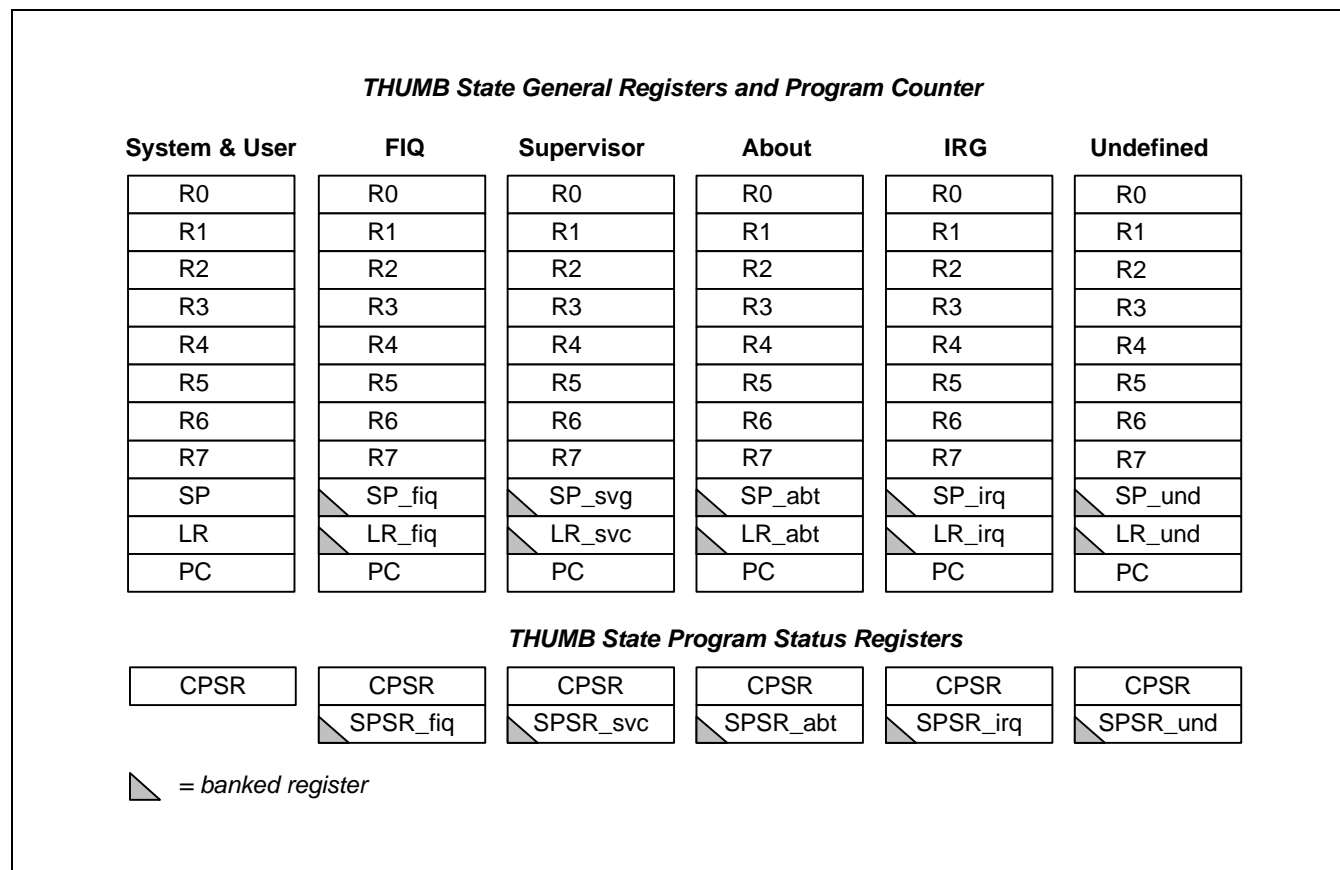 THUMB State General Registers and Program Counter
System & User FIQ Supervisor About IRG Undefined
R0 R0 R0 R0 R0 R0
R1 R1 R1 R1 R1 R1
R2 R2 R2 R2 R2 R2
R3 R3 R3 R3 R3 R3
R4 R4 R4 R4 R4 R4
R5 R5 R5 R5 R5 R5
R6 R6 R6 R6 R6 R6
R7 R7 R7 R7 R7 R7
SP SP_fiq SP_svg SP_abt SP_irq SP_und
LR LR_fiq LR_svc LR_abt LR_irq LR_und
PC PC PC PC PC PC
THUMB State Program Status Registers
CPSR CPSR CPSR CPSR CPSR CPSR
SPSR_fiq SPSR_svc SPSR_abt SPSR_irq SPSR_und
= banked register